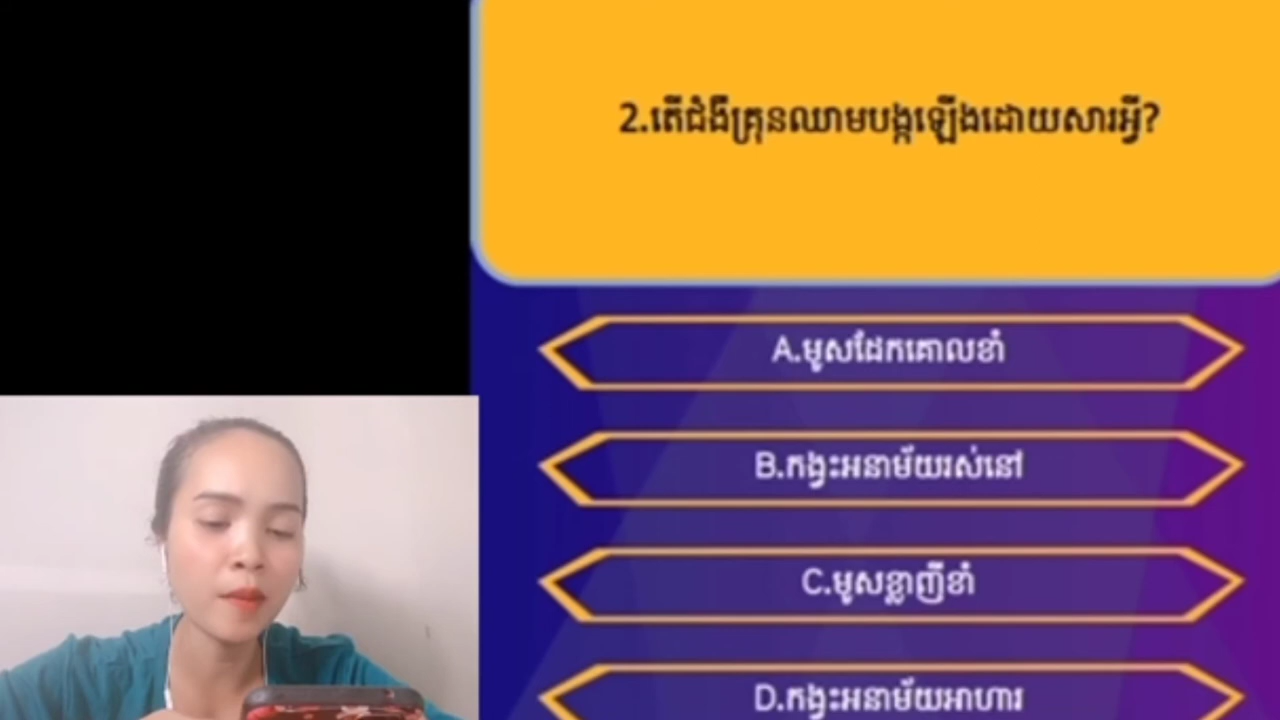 2.តើជំងឺគ្រុនឈាមបង្កឡើងដោយសារអ្វី?
A.មូសដែកគោលខាំ
B.កង្វះអនាម័យរស់នៅ
C.មូសខ្លាញីខាំ
D.កង្វះអនាម័យអាហារ